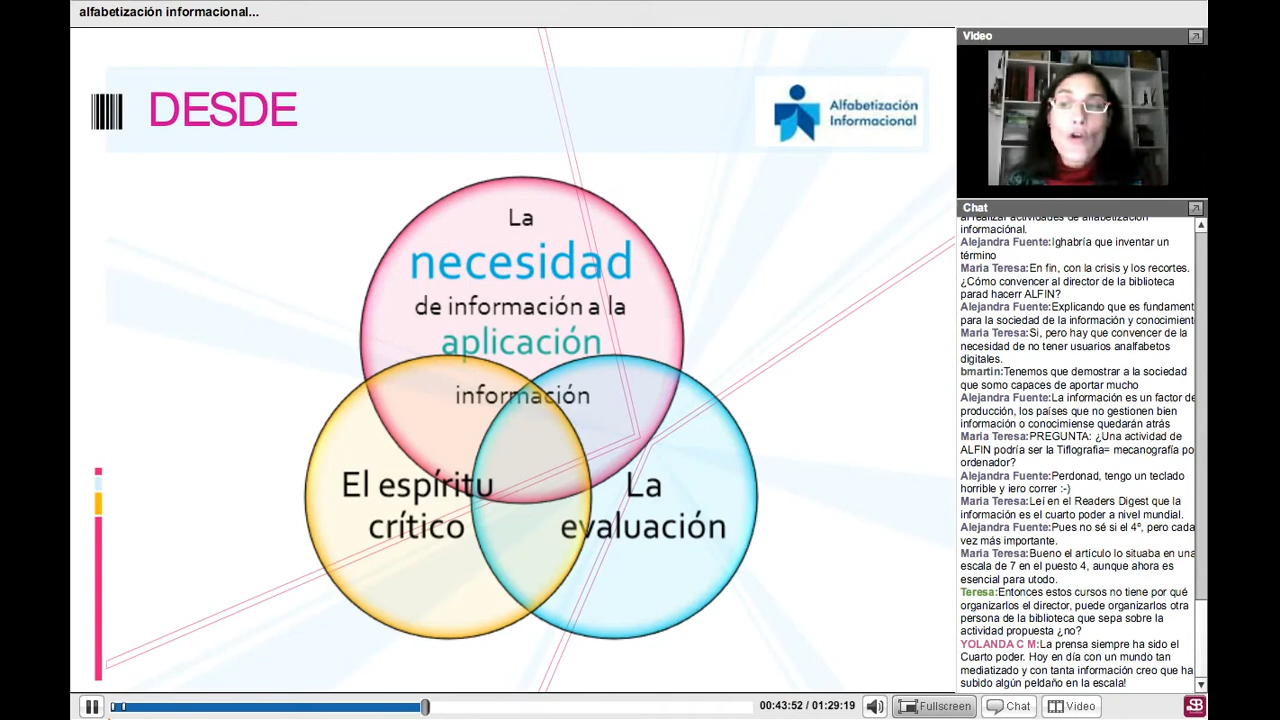 alfabetización informacional...
DESDE
Alfabetización
Informacional
La
necesidad
de información a la
aplicación
información
El espíritu
crítico
La
evaluación
Video
Chat
al realizar actividades de alfabetización
informaciónal.
Alejandra Fuente:Ighabría que inventar un
término
Maria Teresa:En fin, con la crisis y los recortes.
¿Cómo convencer al director de la biblioteca
parad hacerr ALFIN?
Alejandra Fuente:Explicando que es fundament
para la sociedad de la información y conocimient
Maria Teresa:Si, pero hay que convencer de la
necesidad de no tener usuarios analfabetos
digitales.
bmartin:Tenemos que demostrar a la sociedad
que somo capaces de aportar mucho
Alejandra Fuente:La información es un factor de
producción, los países que no gestionen bien
información o conocimiense quedarán atrás
Maria Teresa:PREGUNTA: ¿Una actividad de
ALFIN podría ser la Tiflografia= mecanografía po
ordenador?
Alejandra Fuente:Perdonad, tengo un teclado
horrible y iero correr :-)
Maria Teresa:Lei en el Readers Digest que la
información es el cuarto poder a nivel mundial.
Alejandra Fuente:Pues no sé si el 4º, pero cada
vez más importante.
Maria Teresa:Bueno el articulo lo situaba en una
escala de 7 en el puesto 4, aunque ahora es
esencial para utodo.
Teresa:Entonces estos cursos no tiene por qué
organizarlos el director, puede organizarlos otra
persona de la biblioteca que sepa sobre la
actividad propuesta ¿no?
YOLANDA C M:La prensa siempre ha sido el
Cuarto poder. Hoy en día con un mundo tan
mediatizado y con tanta información creo que ha
subido algún peldaño en la escala!
00:43:52 / 01:29:19
Fullscreen
Chat
Video
SB